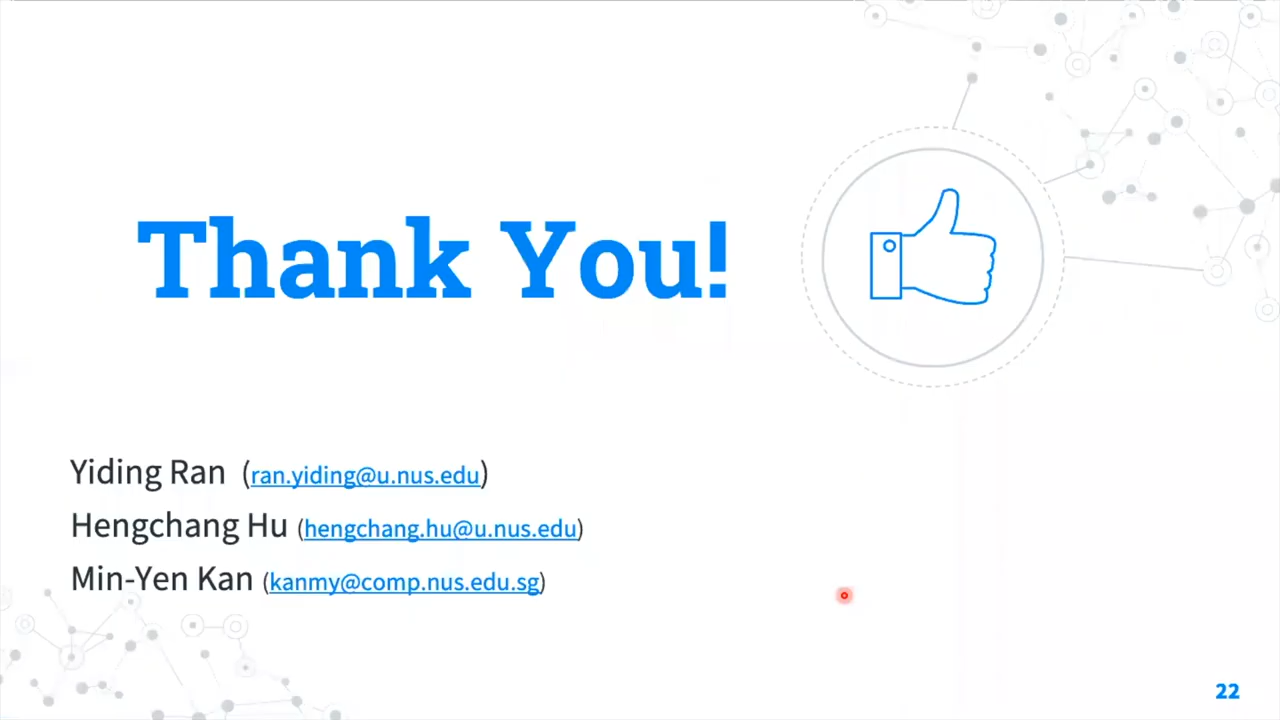 Thank You!
Yiding Ran (ran.yiding@u.nus.edu)
Hengchang Hu (hengchang.hu@u.nus.edu)
Min-Yen Kan (kanmy@comp.nus.edu.sg)
22